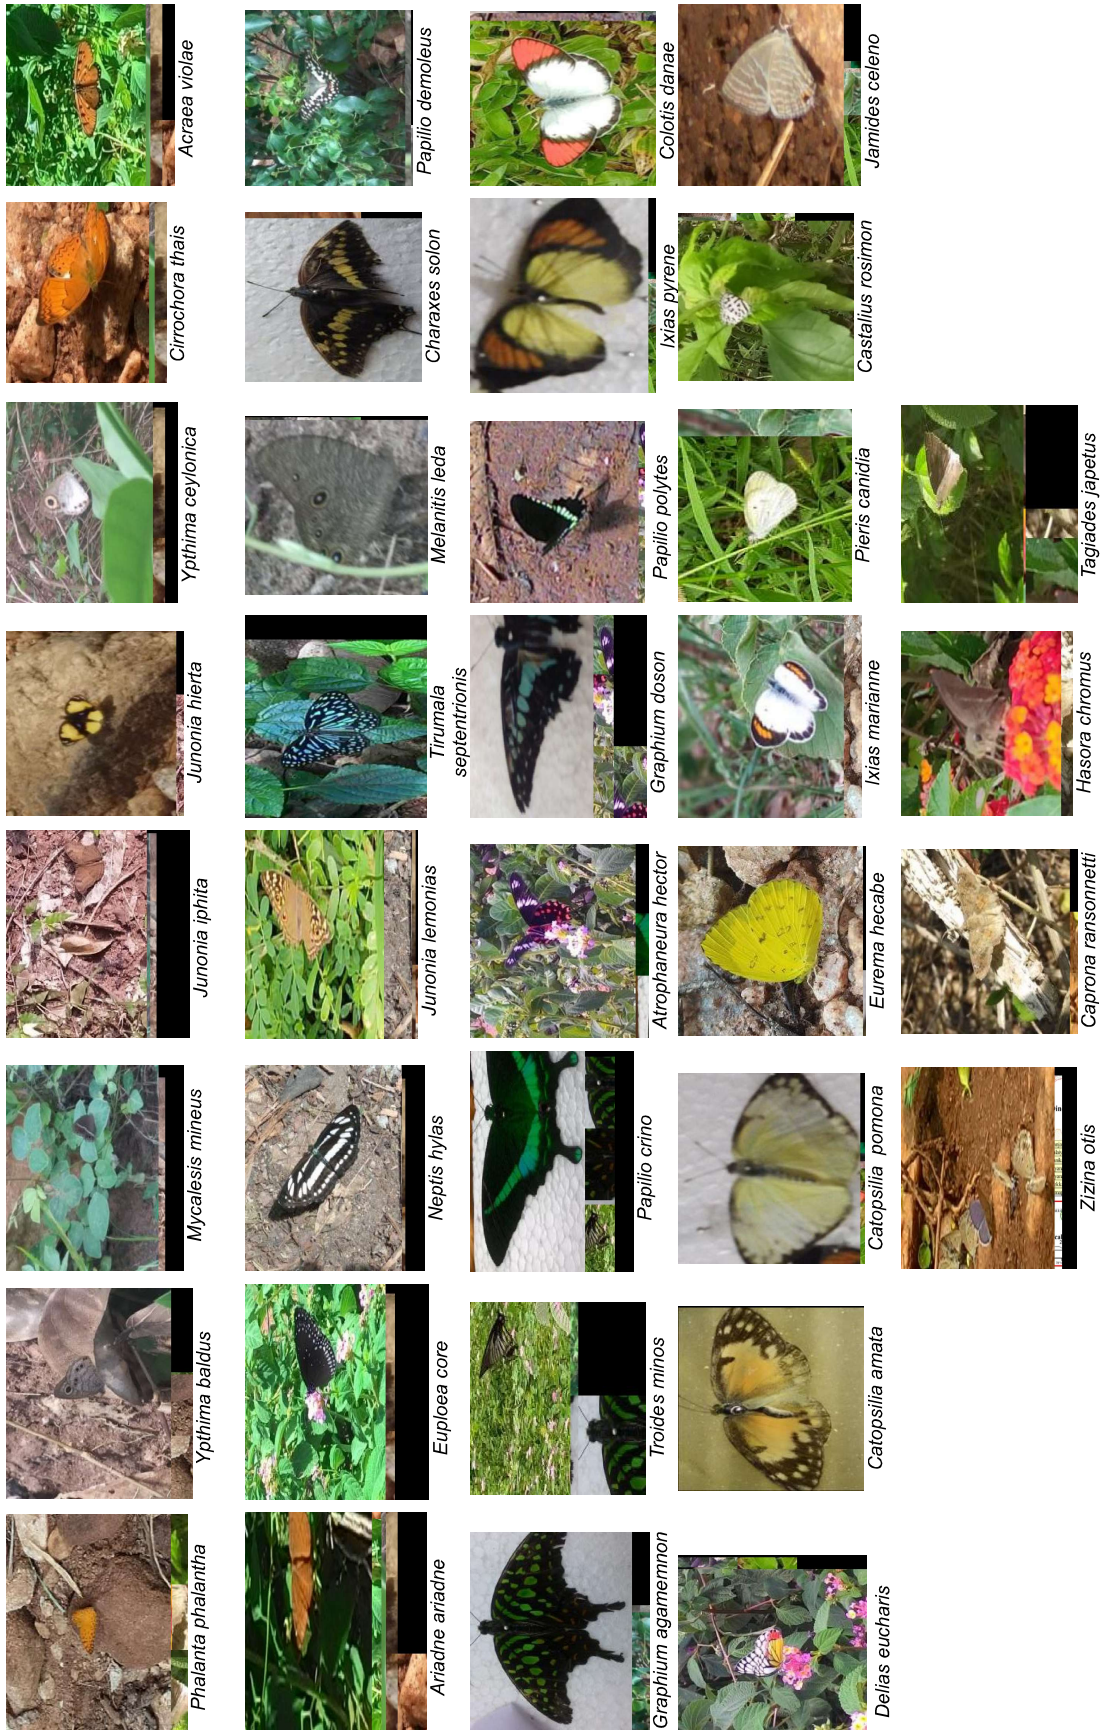 Phalanta phalantha
Ypthima baldus
Mycalesis mineus
Junonia iphita
Junonia hierta
Ypthima ceylonica
Cirrochora thais
Acraea violae
Ariadne ariadne
Euploea core
Neptis hylas
Junonia lemonias
Tirumala
septentrionis
Melanitis leda
Charaxes solon
Papilio demoleus
Graphium agamemnon
Troides minos
Papilio crino
Atrophaneura hector
Graphium doson
Papilio polytes
Ixias pyrene
Colotis danae
Delias eucharis
Catopsilia amata
Catopsilia pomona
Eurema hecabe
Ixias marianne
Pieris canidia
Castalius rosimon
Jamides celeno
Zizina otis
Caprona ransonnetti
Hasora chromus
Tagiades japetus